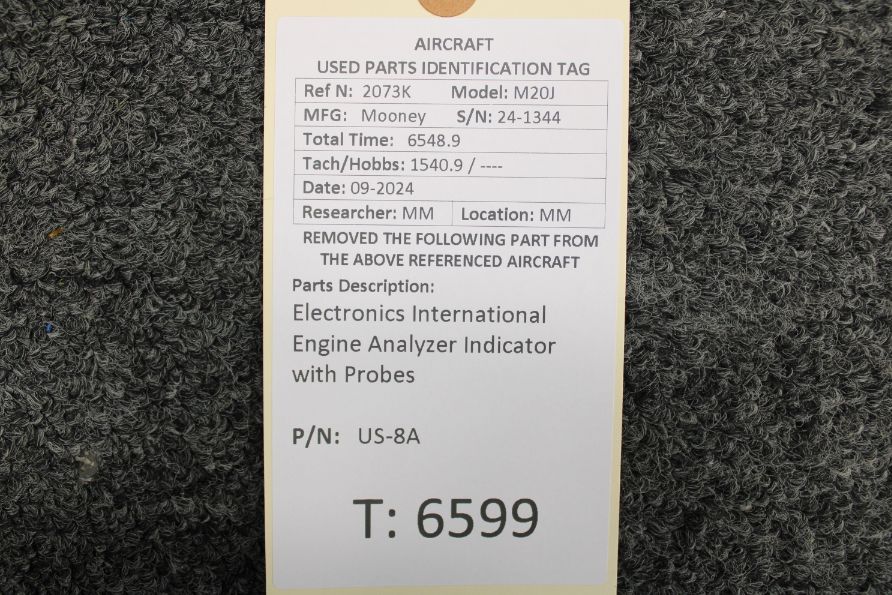 AIRCRAFT
USED PARTS IDENTIFICATION TAG
Ref N: 2073K Model: M20J
MFG: Mooney S/N: 24-1344
Total Time: 6548.9
Tach/Hobbs: 1540.9 / ----
Date: 09-2024
Researcher: MM Location: MM
REMOVED THE FOLLOWING PART FROM
THE ABOVE REFERENCED AIRCRAFT
Parts Description:
Electronics International
Engine Analyzer Indicator
with Probes
P/N: US-8A
T: 6599